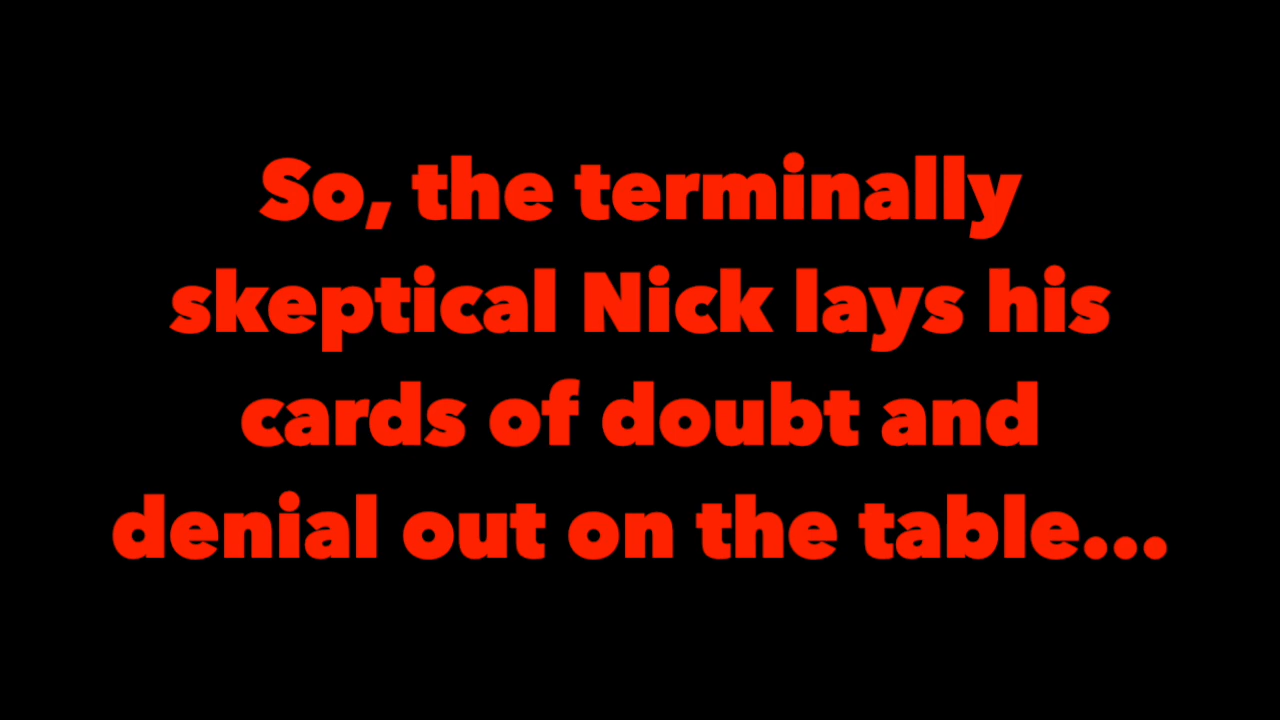 So, the terminally
skeptical Nick lays his
cards of doubt and
denial out on the table...